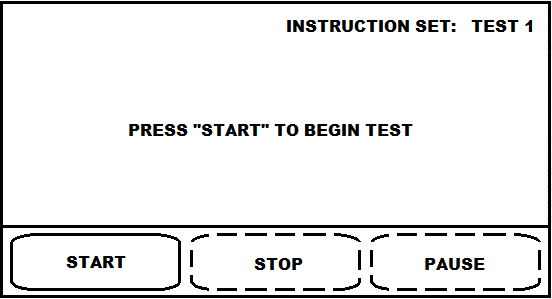 INSTRUCTION SET: TEST 1
PRESS "START" TO BEGIN TEST
START STOP PAUSE